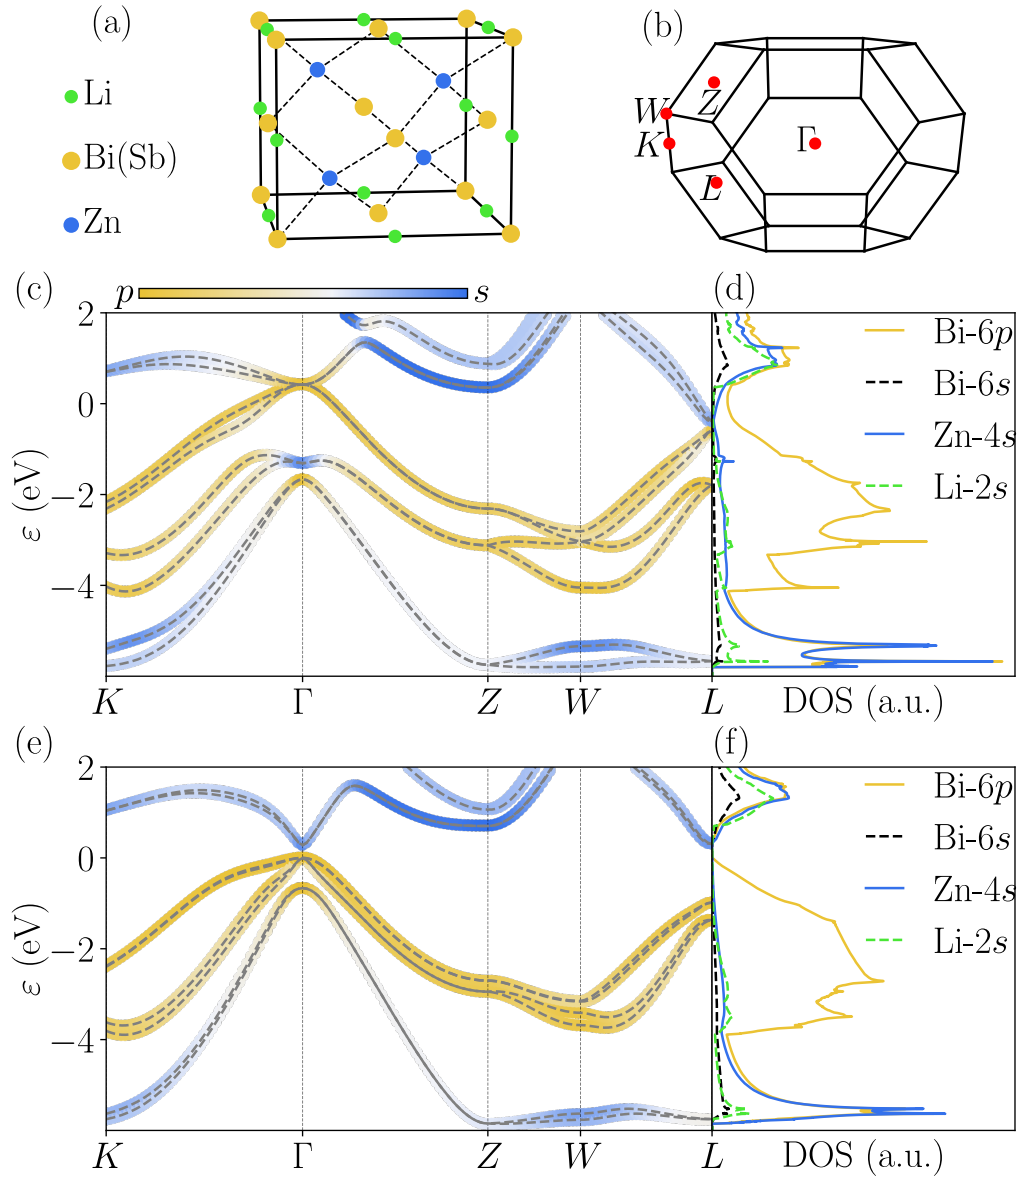 (a)
Li
Bi(Sb)
Zn
(b)
W
K
Z
Γ
L
(c)
p
s
(d)
2
0
−2
−4
ε (eV)
K Γ Z W L
Bi-6p
Bi-6s
Zn-4s
Li-2s
DOS (a.u.)
(e)
(f)
2
0
−2
−4
ε (eV)
K Γ Z W L
Bi-6p
Bi-6s
Zn-4s
Li-2s
DOS (a.u.)